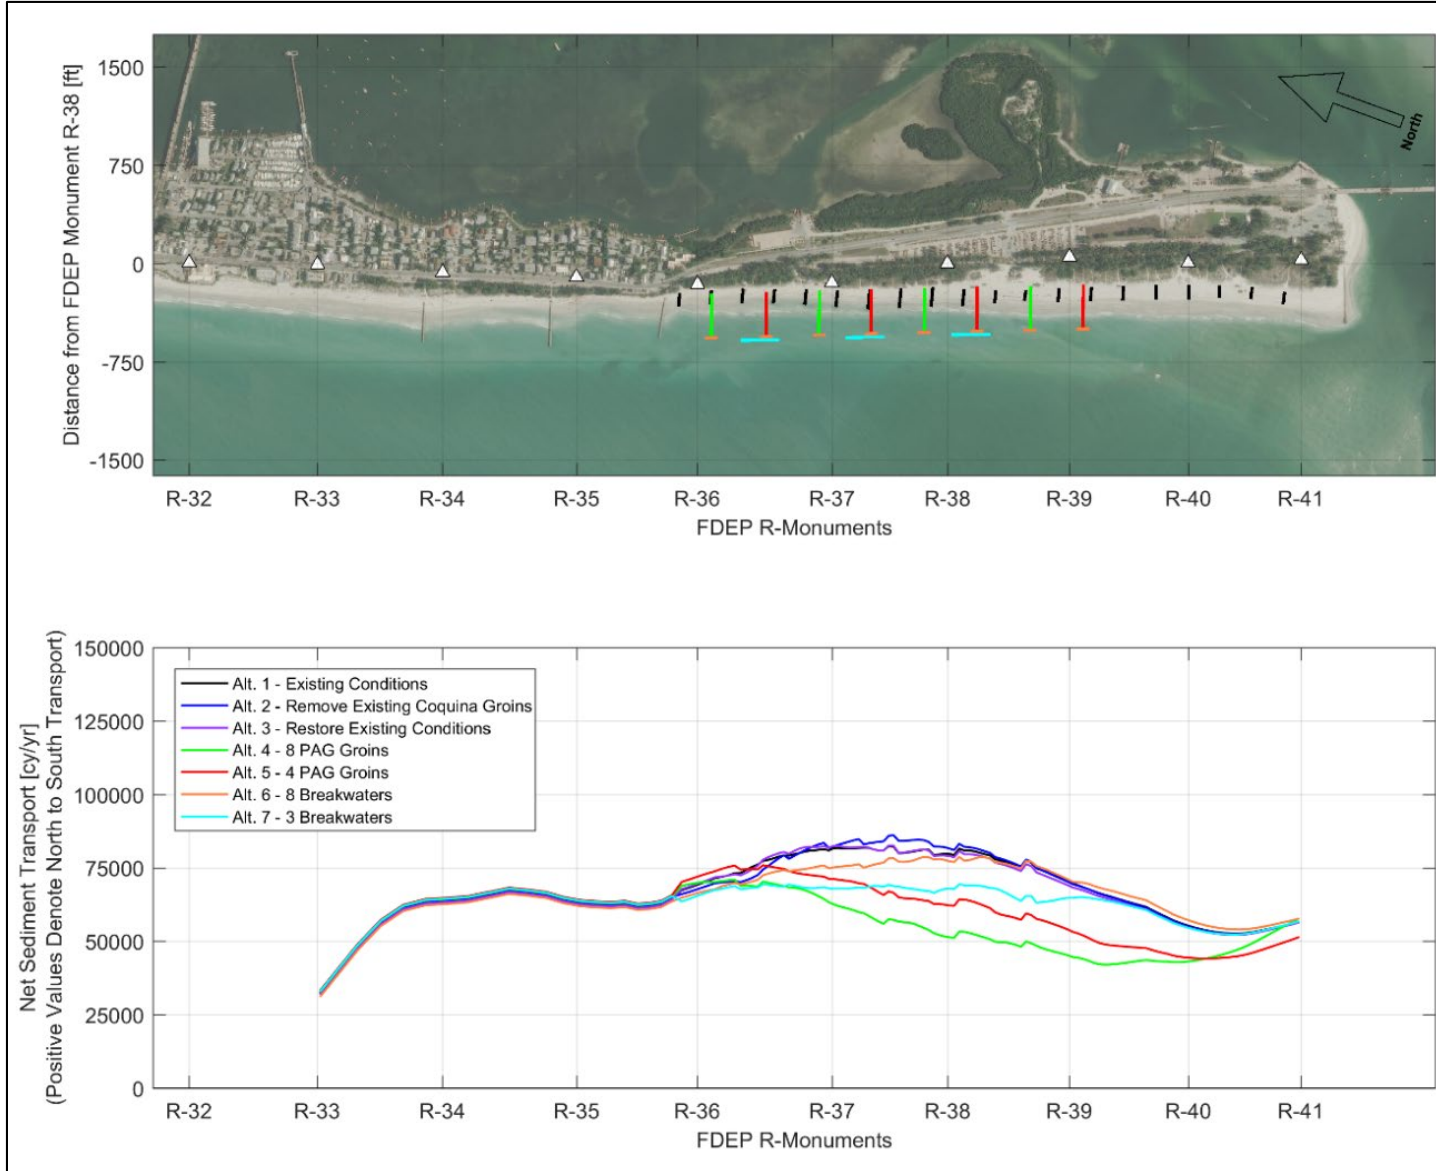 1500
750
0
-750
-1500
Distance from FDEP Monument R-38 [ft]
North
R-32 R-33 R-34 R-35 R-36 R-37 R-38 R-39 R-40 R-41
FDEP R-Monuments
Net Sediment Transport [cy/yr]
(Positive Values Denote North to South Transport)
150000
125000
100000
75000
50000
25000
0
Alt. 1 - Existing Conditions
Alt. 2 - Remove Existing Coquina Groins
Alt. 3 - Restore Existing Conditions
Alt. 4 - 8 PAG Groins
Alt. 5 - 4 PAG Groins
Alt. 6 - 8 Breakwaters
Alt. 7 - 3 Breakwaters
R-32 R-33 R-34 R-35 R-36 R-37 R-38 R-39 R-40 R-41
FDEP R-Monuments